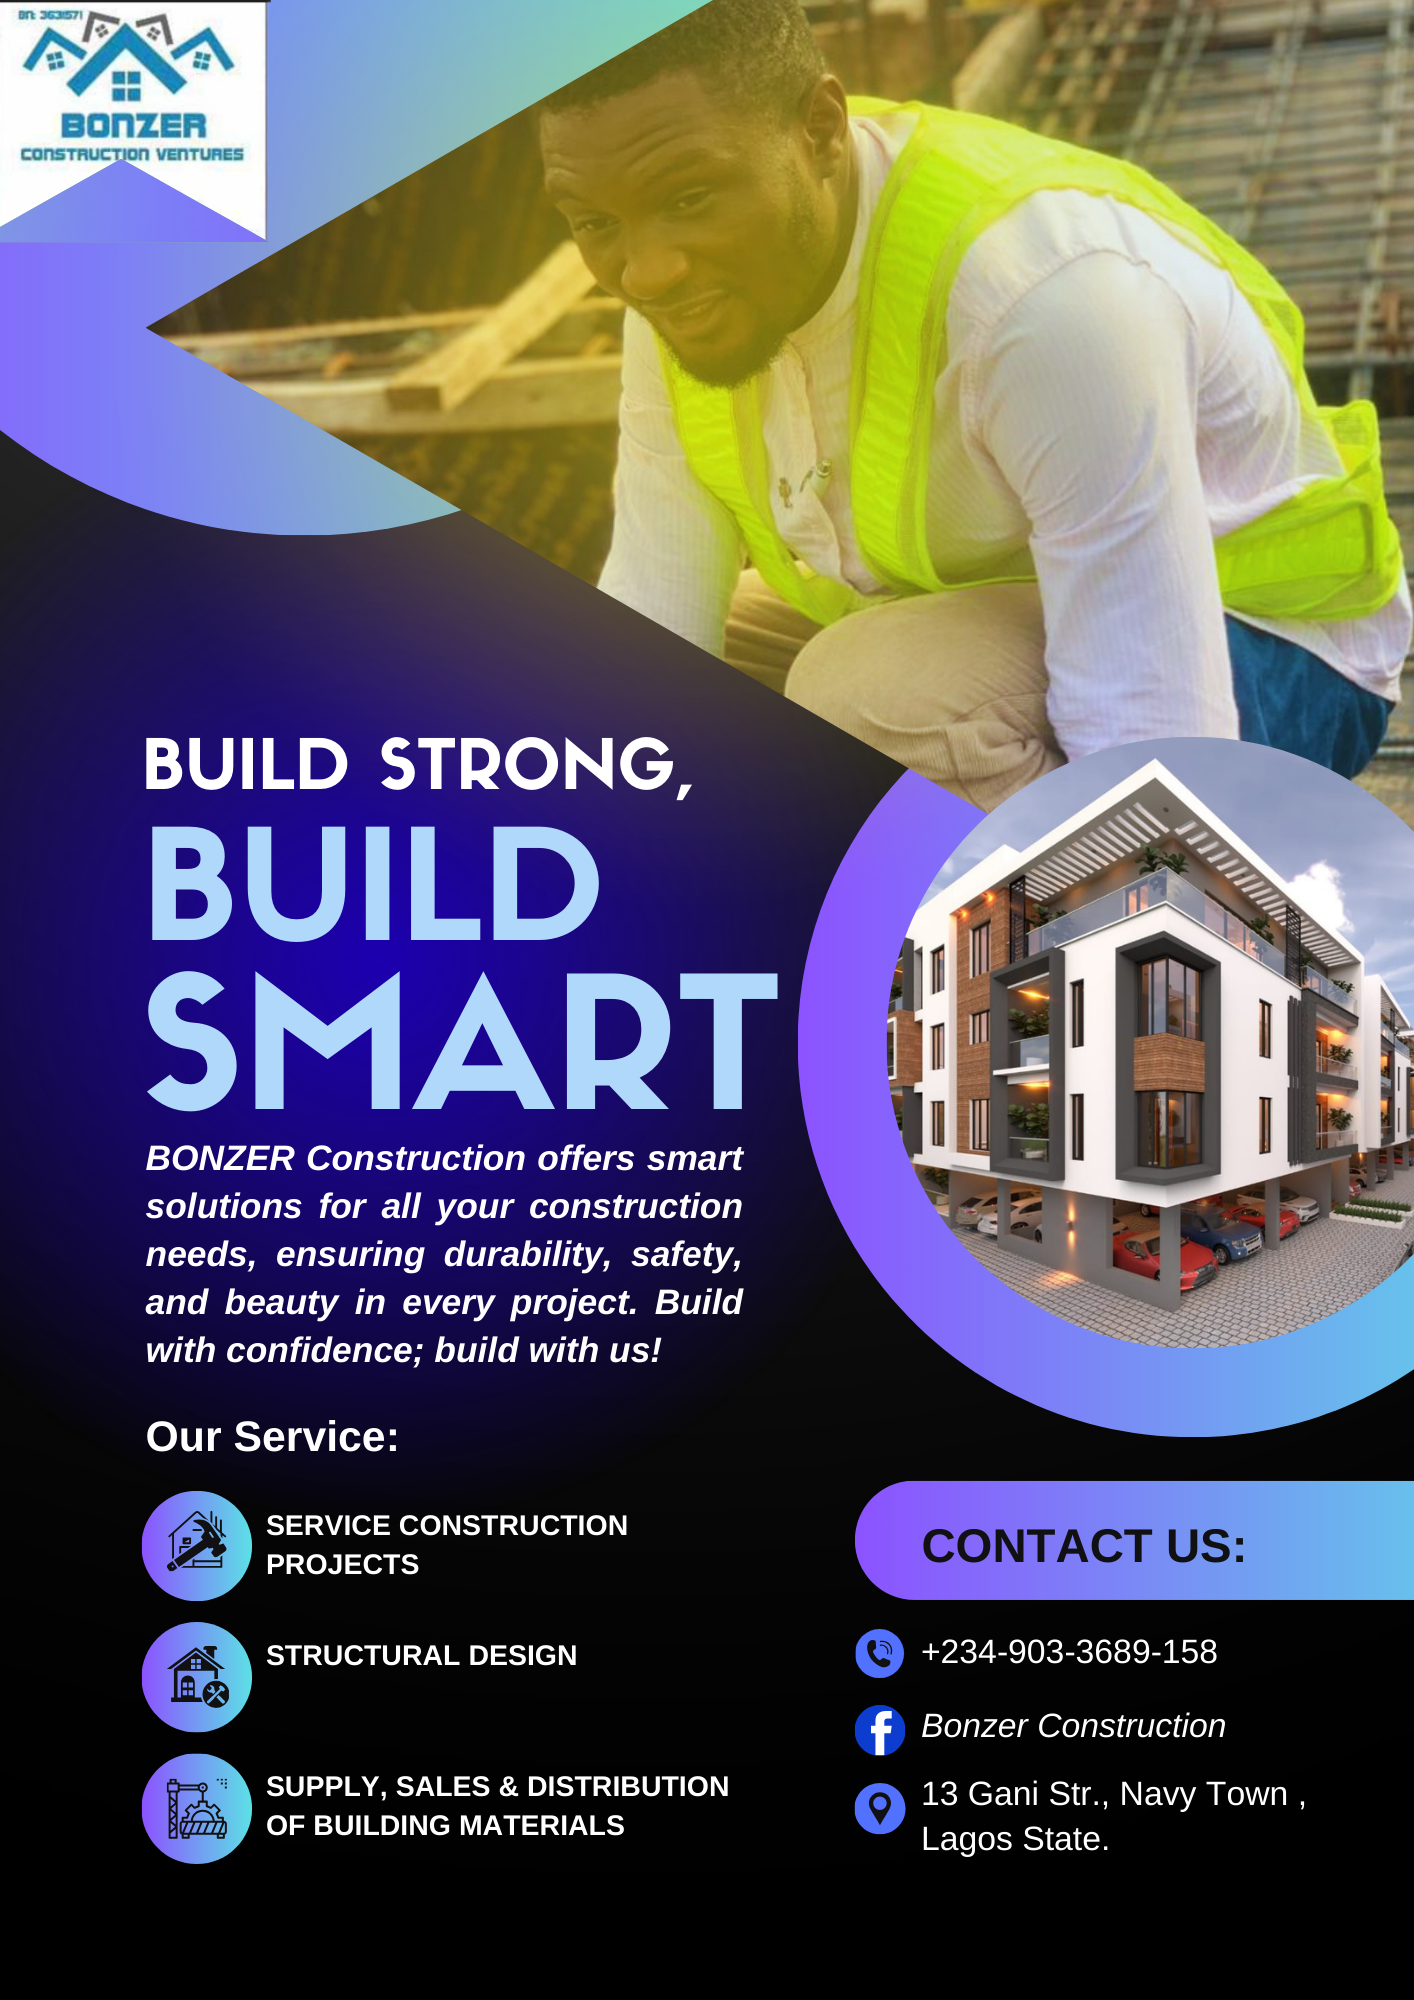 BN: 3631571
BONZER
CONSTRUCTION VENTURES
BUILD STRONG,
BUILD
SMART
BONZER Construction offers smart
solutions for all your construction
needs, ensuring durability, safety,
and beauty in every project. Build
with confidence; build with us!
Our Service:
SERVICE CONSTRUCTION
PROJECTS
STRUCTURAL DESIGN
SUPPLY, SALES & DISTRIBUTION
OF BUILDING MATERIALS
CONTACT US:
+234-903-3689-158
Bonzer Construction
13 Gani Str., Navy Town ,
Lagos State.